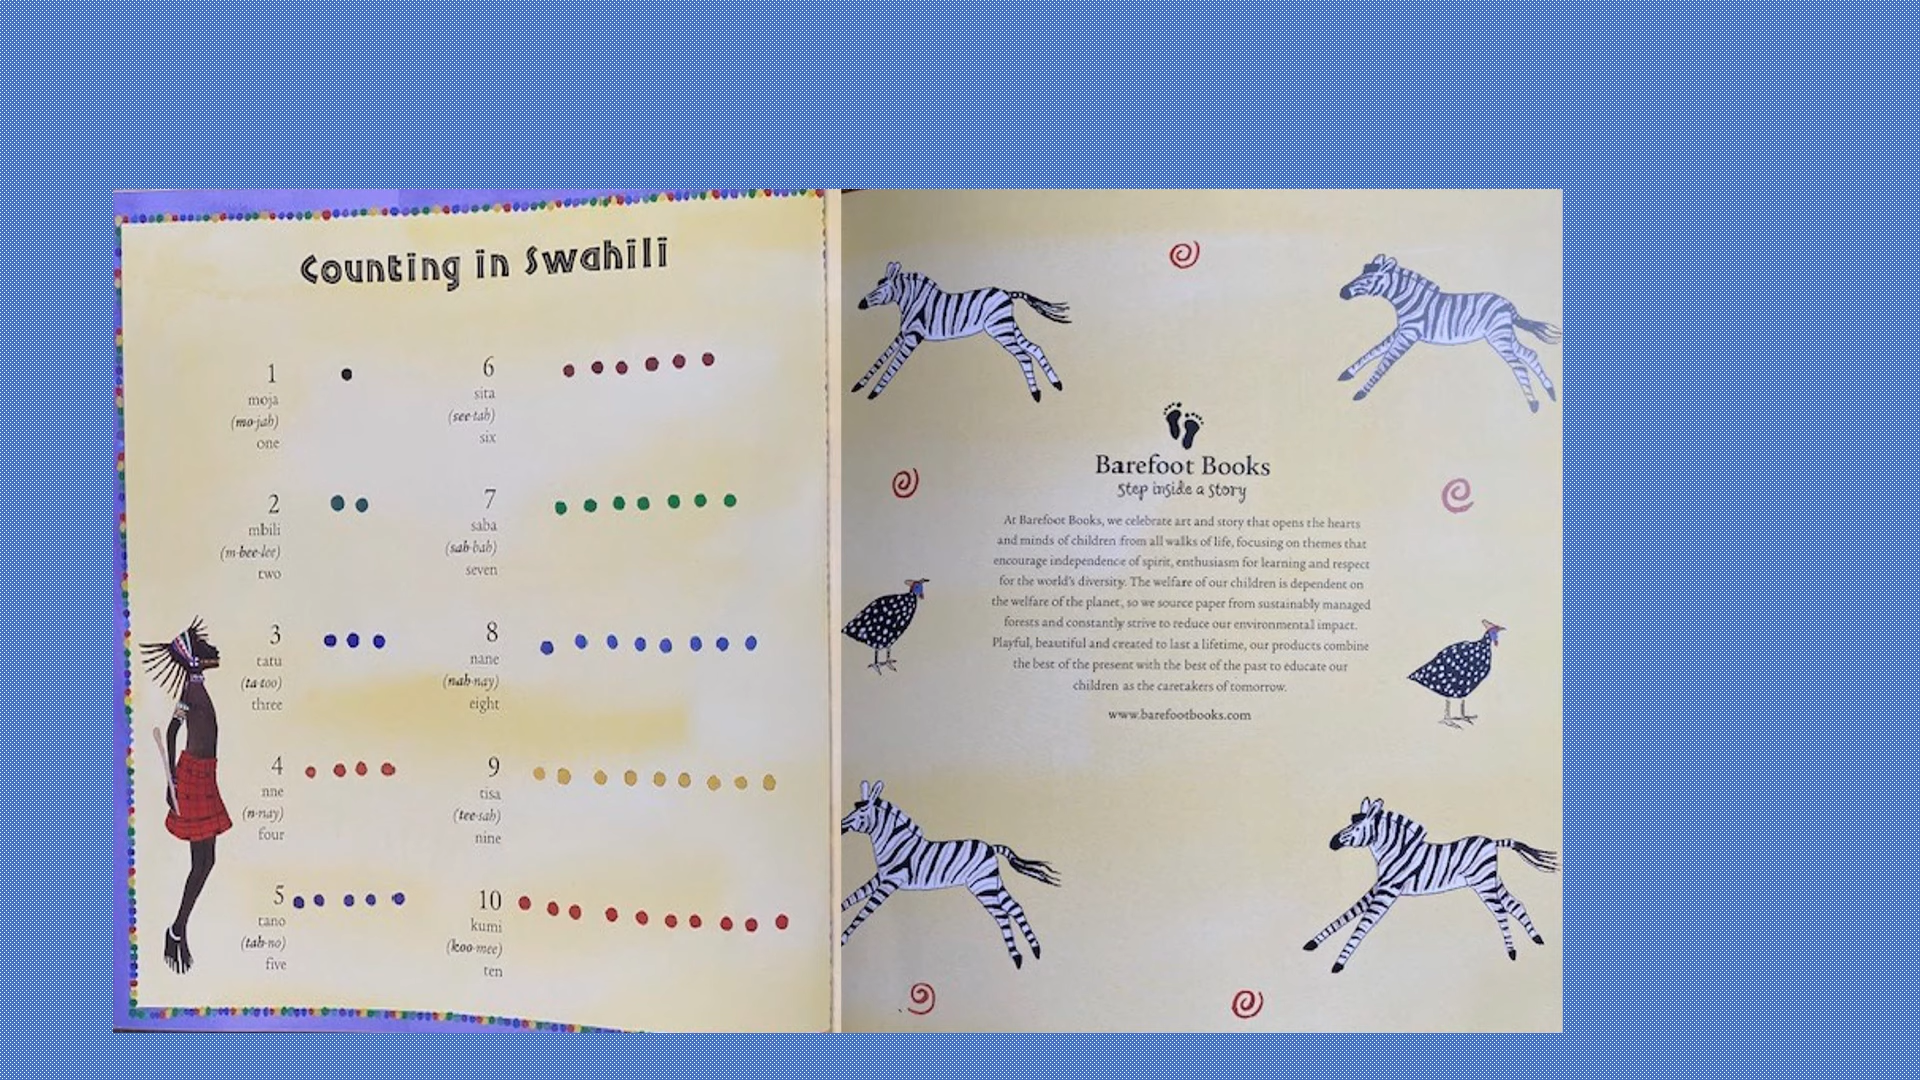 Counting in Swahili
1
moja
(mo-jah)
one
2
mbili
(m-bee-lee)
two
3
tatu
(ta-too)
three
4
nne
(n-nay)
four
5
tano
(tah-no)
five
6
sita
(see-tah)
six
7
saba
(sah-bah)
seven
8
nane
(nah-nay)
eight
9
tisa
(tee-sah)
nine
10
kumi
(koo-mee)
ten
Barefoot Books
step inside a story
At Barefoot Books, we celebrate art and story that opens the hearts
and minds of children from all walks of life, focusing on themes that
encourage independence of spirit, enthusiasm for learning and respect
for the world's diversity. The welfare of our children is dependent on
the welfare of the planet, so we source paper from sustainably managed
forests and constantly strive to reduce our environmental impact.
Playful, beautiful and created to last a lifetime, our products combine
the best of the present with the best of the past to educate our
children as the caretakers of tomorrow.
www.barefootbooks.com